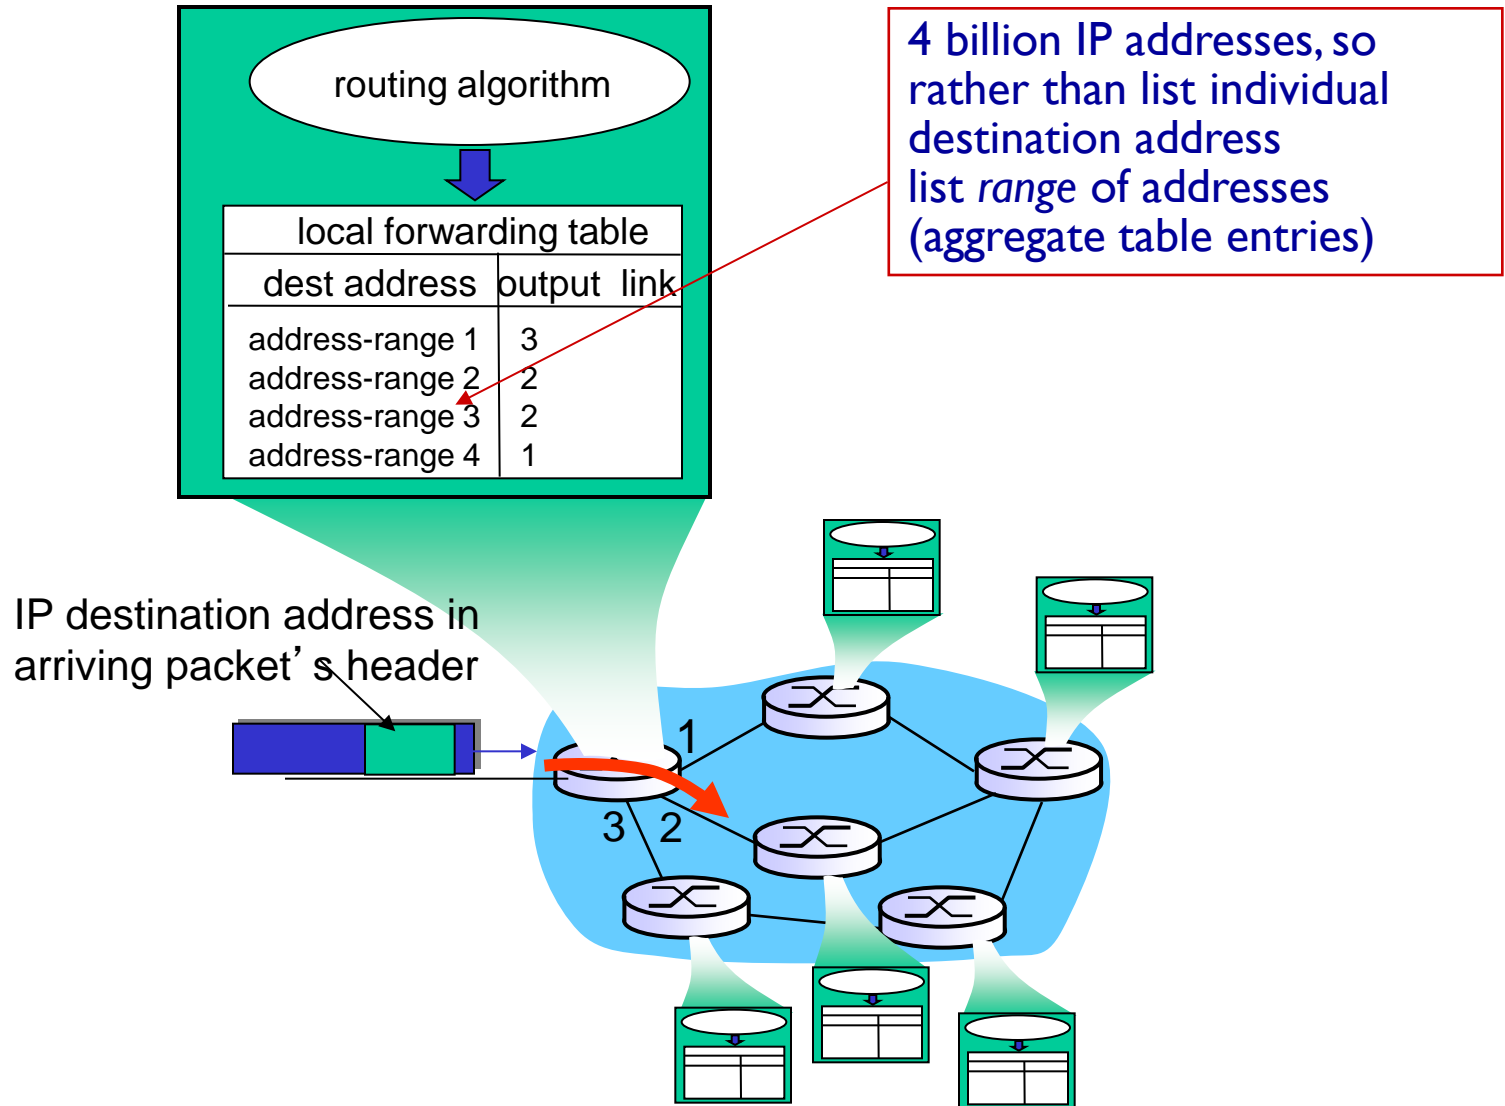 routing algorithm
local forwarding table
dest address output link
address-range 1 3
address-range 2 2
address-range 3 2
address-range 4 1
4 billion IP addresses, so
rather than list individual
destination address
list range of addresses
(aggregate table entries)
IP destination address in
arriving packet’s header
1
3 2